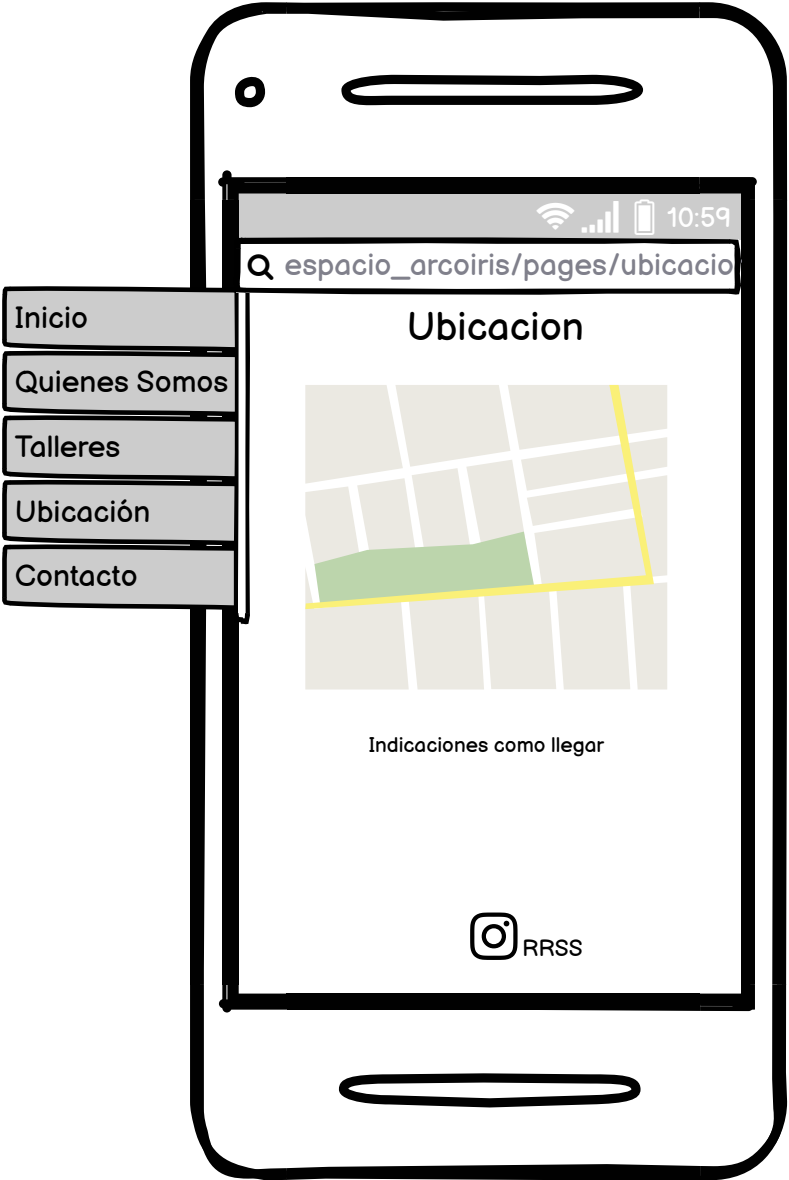 10:59
espacio_arcoiris/pages/ubicacio
Inicio
Quienes Somos
Talleres
Ubicación
Contacto
Ubicacion
Indicaciones como llegar
RRSS